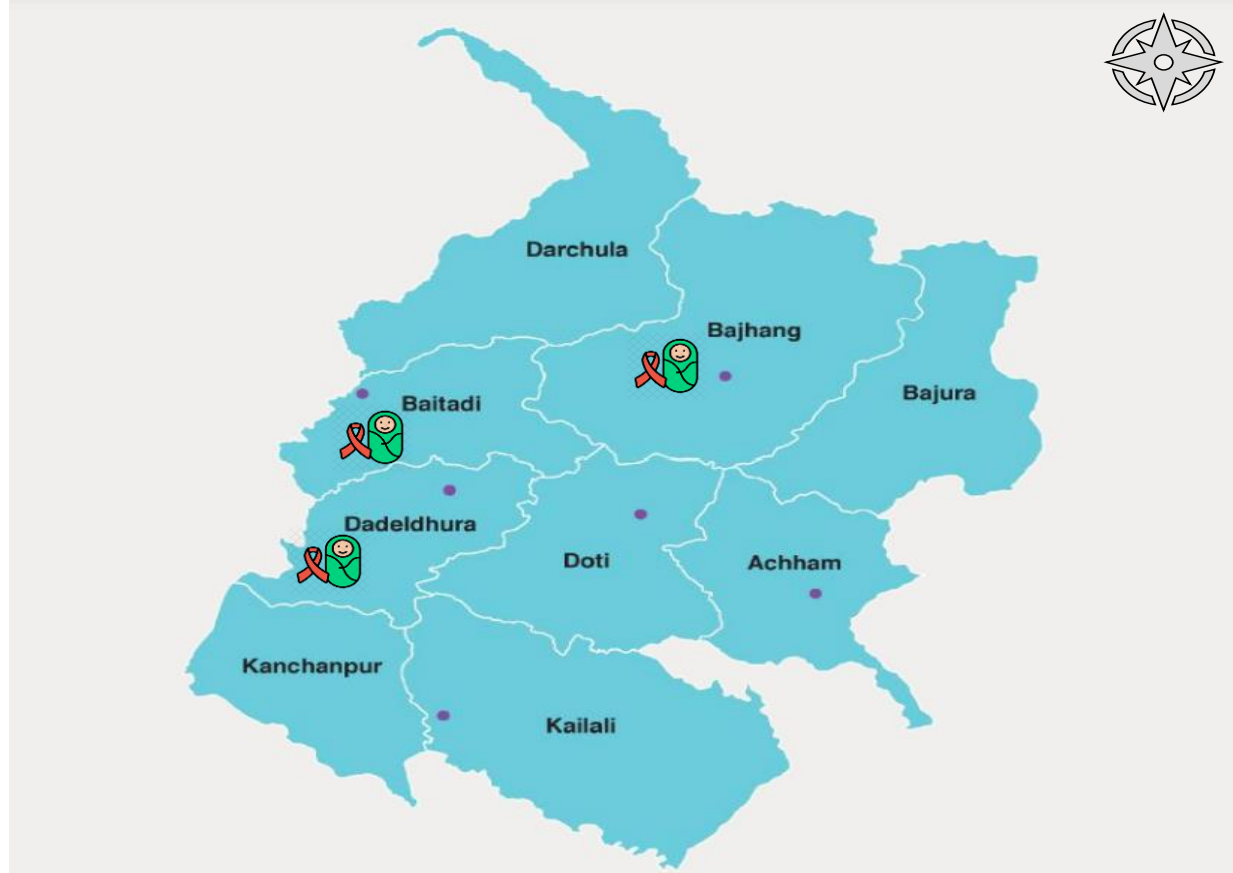 Darchula
Bajhang
Bajura
Baitadi
Dadeldhura
Doti
Achham
Kanchanpur
Kailali